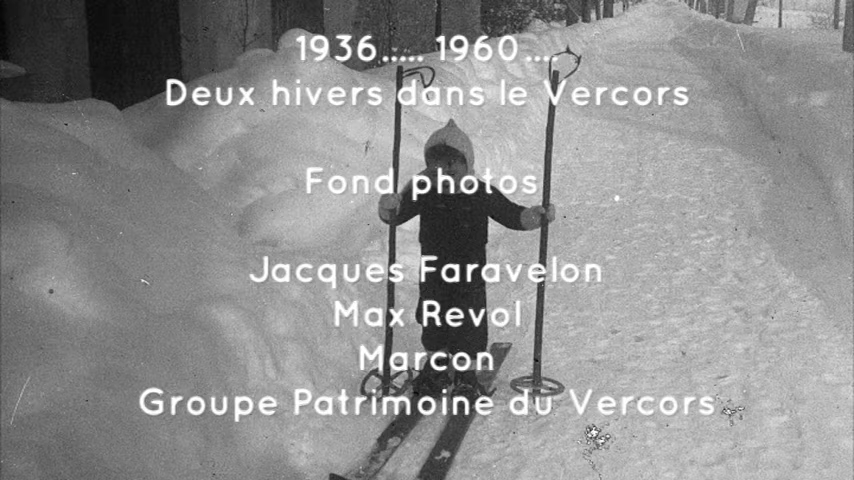 1936..... 1960....
Deux hivers dans le Vercors
Fond photos
Jacques Faravelon
Max Revol
Marcon
Groupe Patrimoine du Vercors